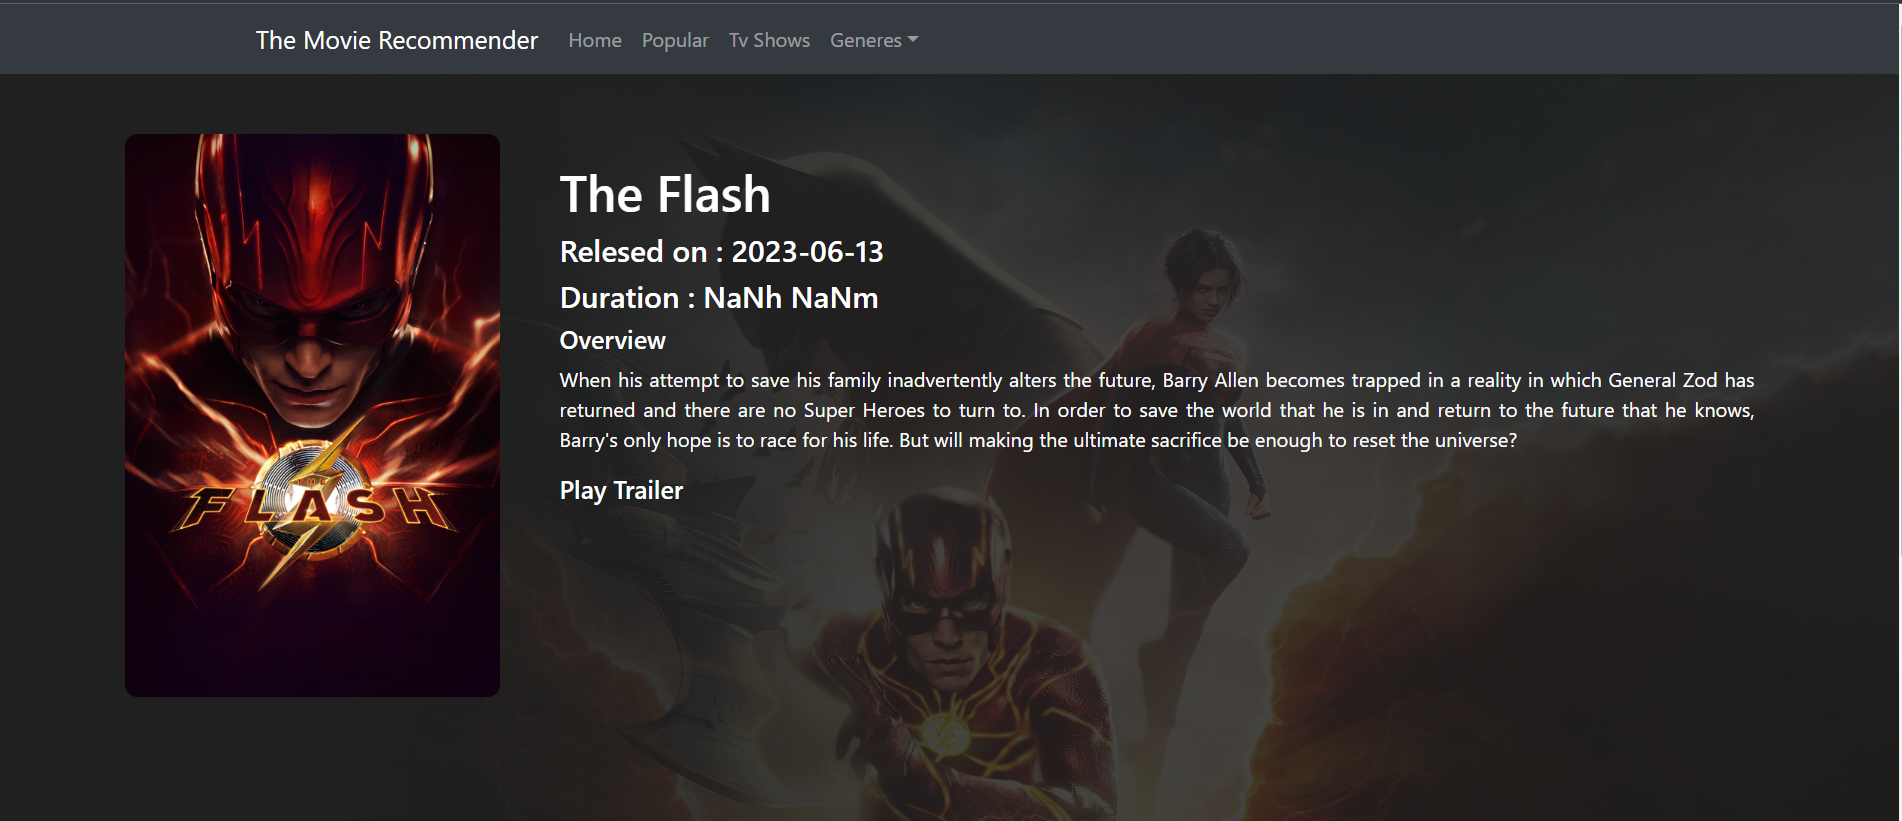 The Movie Recommender Home Popular Tv Shows Generes
The Flash
Relesed on : 2023-06-13
Duration : NaNh NaNm
Overview
When his attempt to save his family inadvertently alters the future, Barry Allen becomes trapped in a reality in which General Zod has
returned and there are no Super Heroes to turn to. In order to save the world that he is in and return to the future that he knows,
Barry's only hope is to race for his life. But will making the ultimate sacrifice be enough to reset the universe?
Play Trailer
THE
FLASH